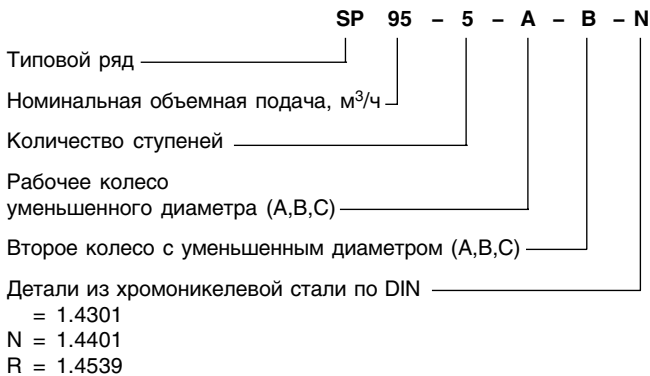 SP 95 – 5 – A – B – N
Типовой ряд
Номинальная объемная подача, м³/ч
Количество ступеней
Рабочее колесо
уменьшенного диаметра (A,B,C)
Второе колесо с уменьшенным диаметром (A,B,C)
Детали из хромоникелевой стали по DIN
= 1.4301
N = 1.4401
R = 1.4539